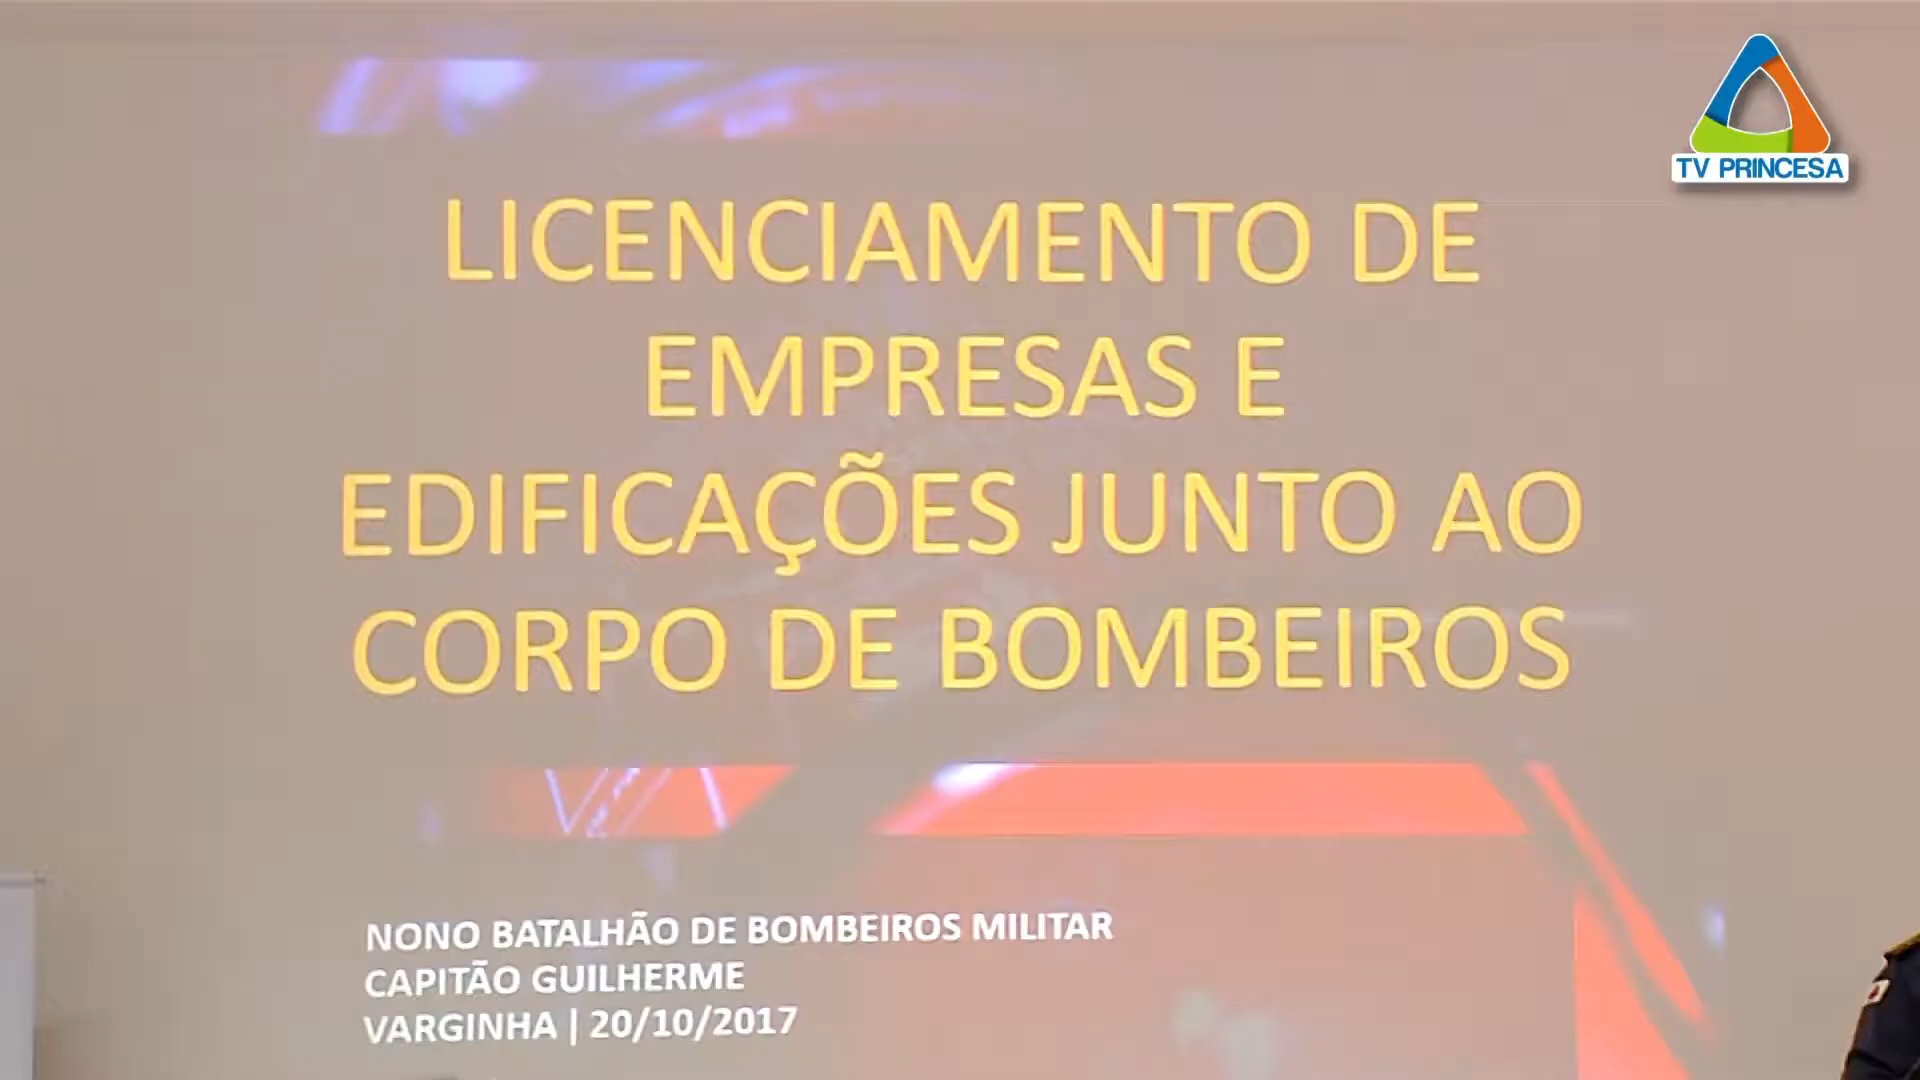 TV PRINCESA
LICENCIAMENTO DE
EMPRESAS E
EDIFICAÇÕES JUNTO AO
CORPO DE BOMBEIROS
NONO BATALHÃO DE BOMBEIROS MILITAR
CAPITÃO GUILHERME
VARGINHA | 20/10/2017